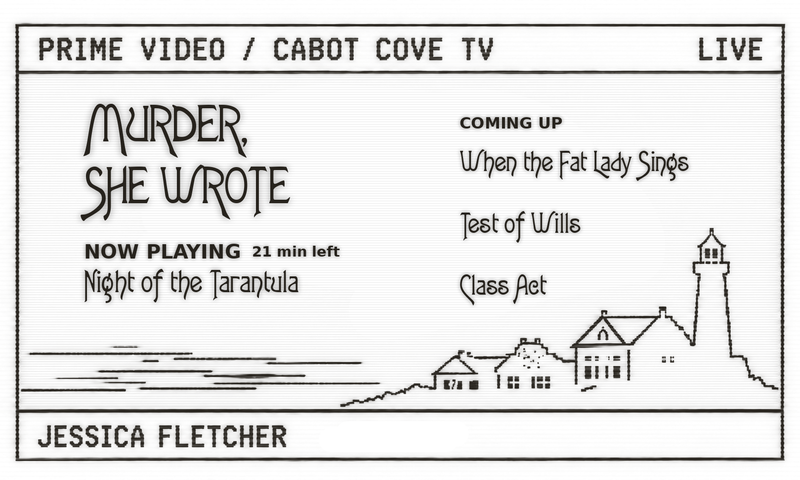 PRIME VIDEO / CABOT COVE TV LIVE
MURDER,
SHE WROTE
NOW PLAYING 21 min left
Night of the Tarantula
COMING UP
When the Fat Lady Sings
Test of Wills
Class Act
JESSICA FLETCHER